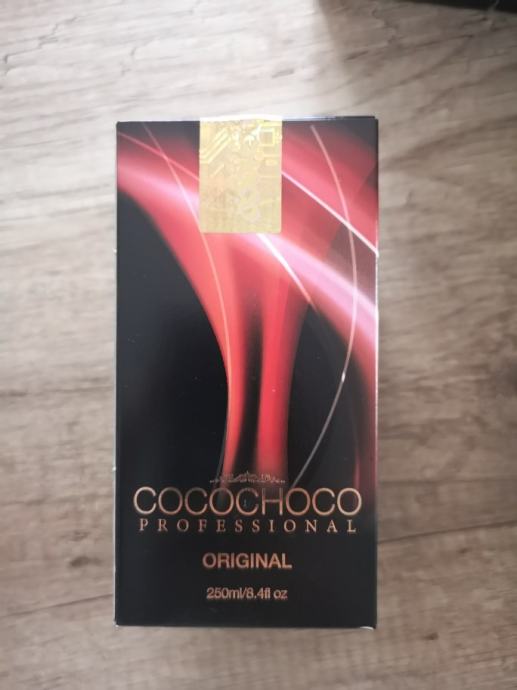 COCOCHOCO
PROFESSIONAL
ORIGINAL
250ml/8.4fl oz